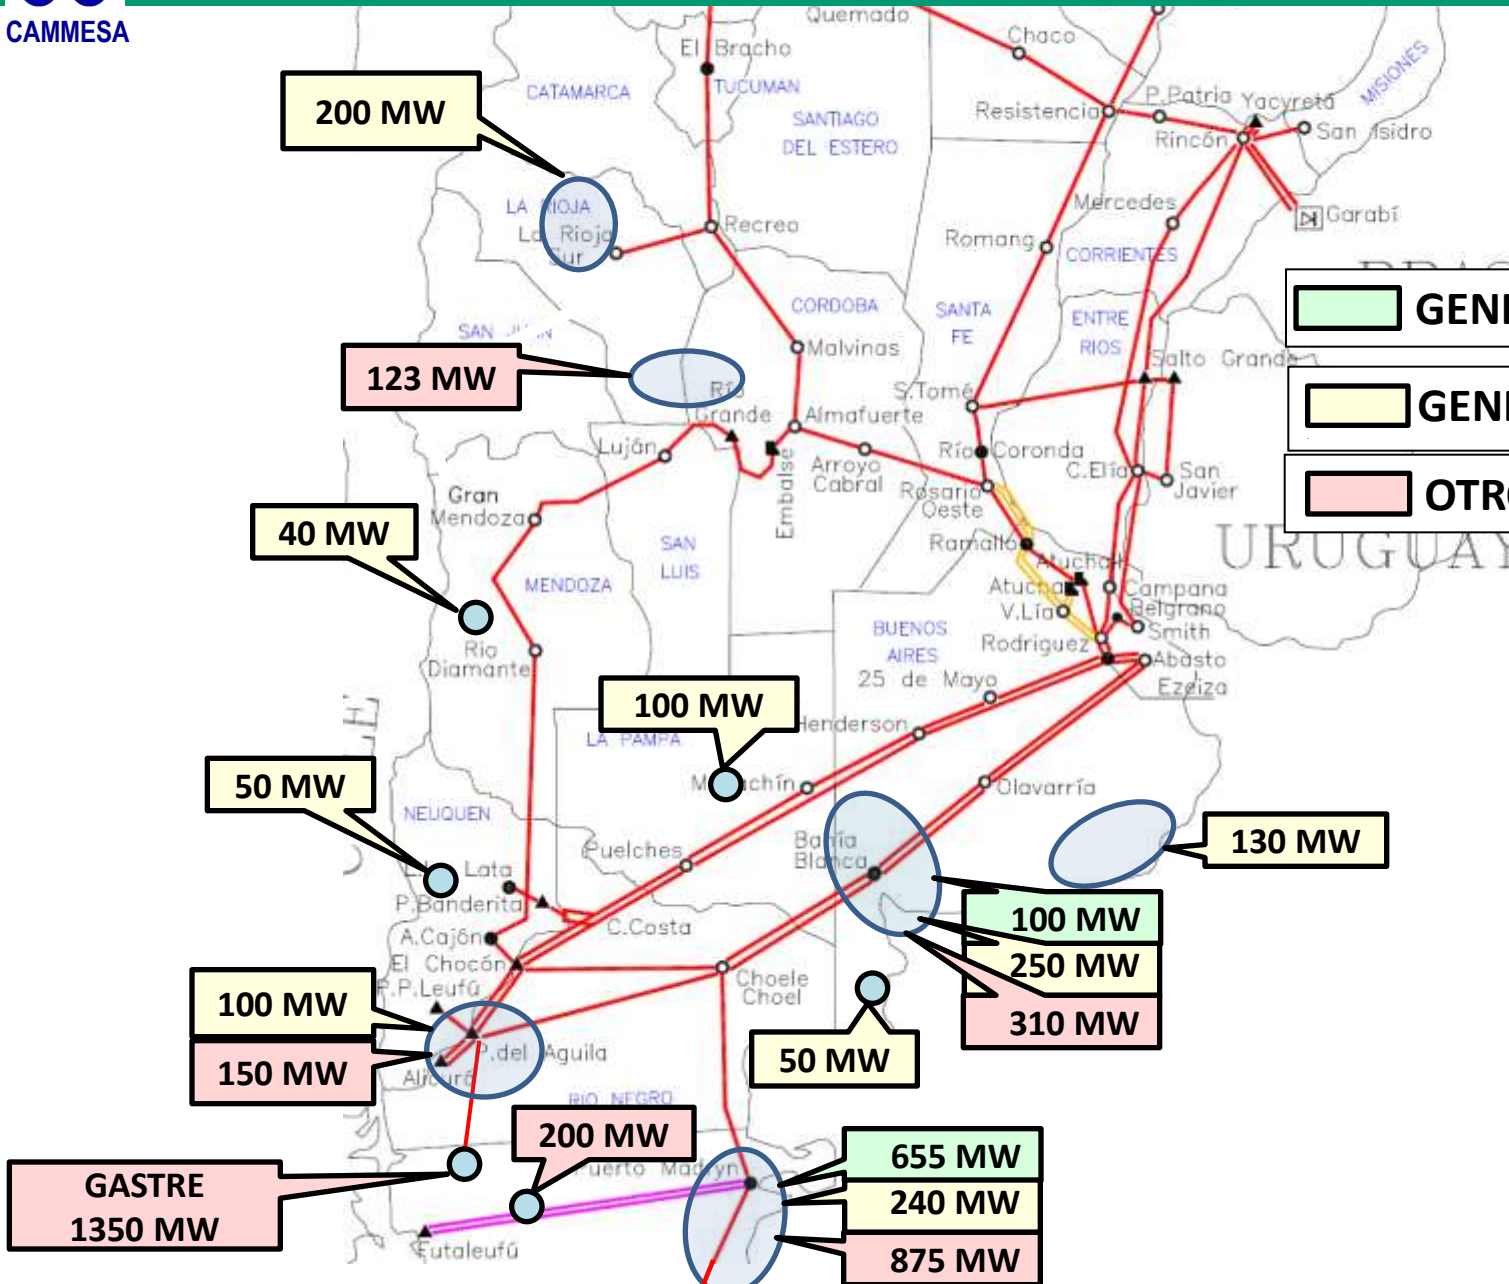 CAMMESA
Quemado
El Bracho
Chaco
MISIONES
CATAMARCA
TUCUMAN
200 MW
SANTIAGO
DEL ESTERO
Resistencia
P.Patria
Yacyretá
Rincón
San Isidro
LA RIOJA
La Rioja
Sur
Recreo
Mercedes
Garabí
Romang
CORRIENTES
CORDOBA
SANTA
FE
ENTRE
RIOS
GEN
SAN
Malvinas
Salto Grande
123 MW
Río
Grande
S.Tomé
Almafuerte
GEN
Luján
Embalse
Arroyo
Cabral
Río Coronda
C.Elía
San
Javier
Rosario
Oeste
OTRO
Gran
Mendoza
40 MW
SAN
LUIS
Ramallo
URUGUAY
MENDOZA
Atucha II
Atucha
Campana
V.Lía
Belgrano
Smith
Rio
Diamante
BUENOS
AIRES
Rodriguez
Abasto
Ezeiza
25 de Mayo
100 MW
Henderson
LA PAMPA
50 MW
Olavarría
NEUQUEN
130 MW
Puelches
Bahía
Blanca
Lata
P.Banderita
100 MW
C.Costa
A.Cajón
250 MW
El Chocón
Choele
Choel
P.P.Leufú
100 MW
310 MW
50 MW
P.del Aguila
150 MW
Alicurá
RIO NEGRO
200 MW
655 MW
Puerto Madryn
GASTRE
1350 MW
240 MW
Futaleufú
875 MW